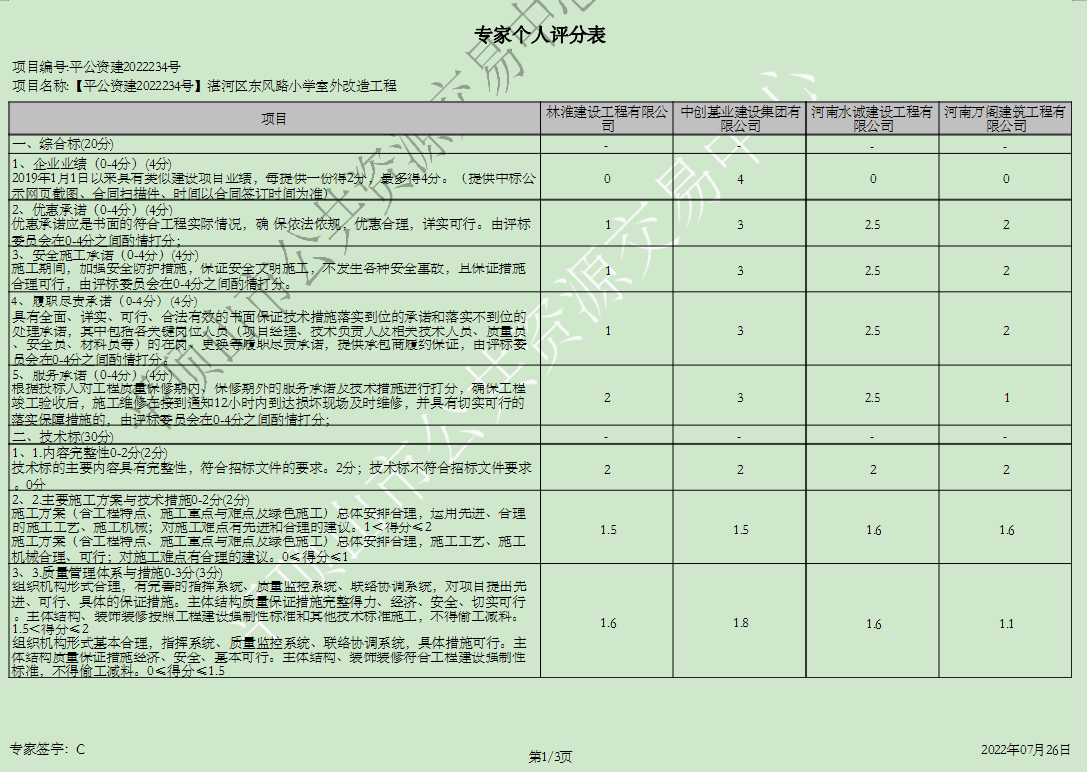 专家个人评分表
项目编号:平公资建2022234号
项目名称:【平公资建2022234号】湛河区东风路小学室外改造工程
项目
林淮建设工程有限公
司
中创基业建设集团有
限公司
河南水诚建设工程有
限公司
河南万阁建筑工程有
限公司
一、综合标(20分)
-
-
-
-
1、企业业绩（0-4分）(4分)
2019年1月1日以来具有类似建设项目业绩，每提供一份得2分，最多得4分。（提供中标公
示网页截图、合同扫描件、时间以合同签订时间为准）
0
4
0
0
2、优惠承诺（0-4分）(4分)
优惠承诺应是书面的符合工程实际情况，确 保依法依规，优惠合理，详实可行。由评标
委员会在0-4分之间酌情打分；
1
3
2.5
2
3、安全施工承诺（0-4分）(4分)
施工期间，加强安全防护措施，保证安全文明施工，不发生各种安全事故，且保证措施
合理可行，由评标委员会在0-4分之间酌情打分。
1
3
2.5
2
4、履职尽责承诺（0-4分）(4分)
具有全面、详实、可行、合法有效的书面保证技术措施落实到位的承诺和落实不到位的
处理承诺，其中包括各关键岗位人员（项目经理、技术负责人及相关技术人员、质量员
、安全员、材料员等）的在岗、更换等履职尽责承诺，提供承包商履约保证，由评标委
员会在0-4分之间酌情打分。
1
3
2.5
2
5、服务承诺（0-4分）(4分)
根据投标人对工程质量保修期内、保修期外的服务承诺及技术措施进行打分，确保工程
竣工验收后，施工维修在接到通知12小时内到达损坏现场及时维修，并具有切实可行的
落实保障措施的，由评标委员会在0-4分之间酌情打分；
2
3
2.5
1
二、技术标(30分)
-
-
-
-
1、1.内容完整性0-2分(2分)
技术标的主要内容具有完整性，符合招标文件的要求。2分；技术标不符合招标文件要求
。0分
2
2
2
2
2、2.主要施工方案与技术措施0-2分(2分)
施工方案（含工程特点、施工重点与难点及绿色施工）总体安排合理，运用先进、合理
的施工工艺、施工机械；对施工难点有先进和合理的建议。1＜得分≤2
施工方案（含工程特点、施工重点与难点及绿色施工）总体安排合理，施工工艺、施工
机械合理、可行；对施工难点有合理的建议。0≤得分≤1
1.5
1.5
1.6
1.6
3、3.质量管理体系与措施0-3分(3分)
组织机构形式合理，有完善的指挥系统、质量监控系统、联络协调系统，对项目提出先
进、可行、具体的保证措施。主体结构质量保证措施完整得力、经济、安全、切实可行
。主体结构、装饰装修按照工程建设强制性标准和其他技术标准施工，不得偷工减料。
1.5＜得分≤2
组织机构形式基本合理，指挥系统、质量监控系统、联络协调系统，具体措施可行。主
体结构质量保证措施经济、安全、基本可行。主体结构、装饰装修符合工程建设强制性
标准，不得偷工减料。0≤得分≤1.5
1.6
1.8
1.6
1.1
专家签字：C
第1/3页
2022年07月26日
平顶山市公共资源交易中心
平顶山市公共资源交易中心